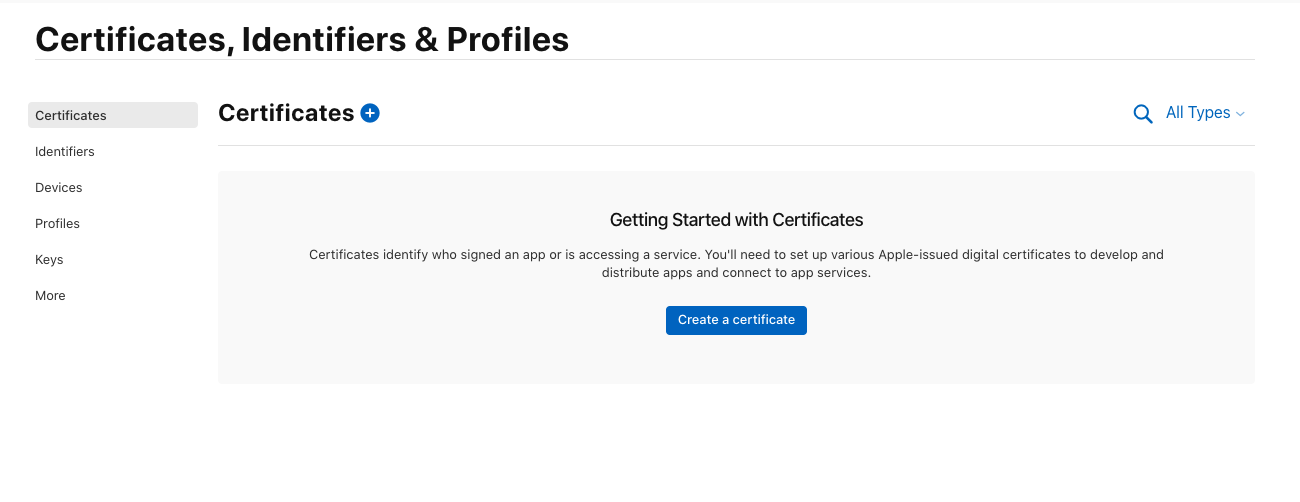 Certificates, Identifiers & Profiles
Certificates
Identifiers
Devices
Profiles
Keys
More
Certificates
All Types
Getting Started with Certificates
Certificates identify who signed an app or is accessing a service. You'll need to set up various Apple-issued digital certificates to develop and
distribute apps and connect to app services.
Create a certificate